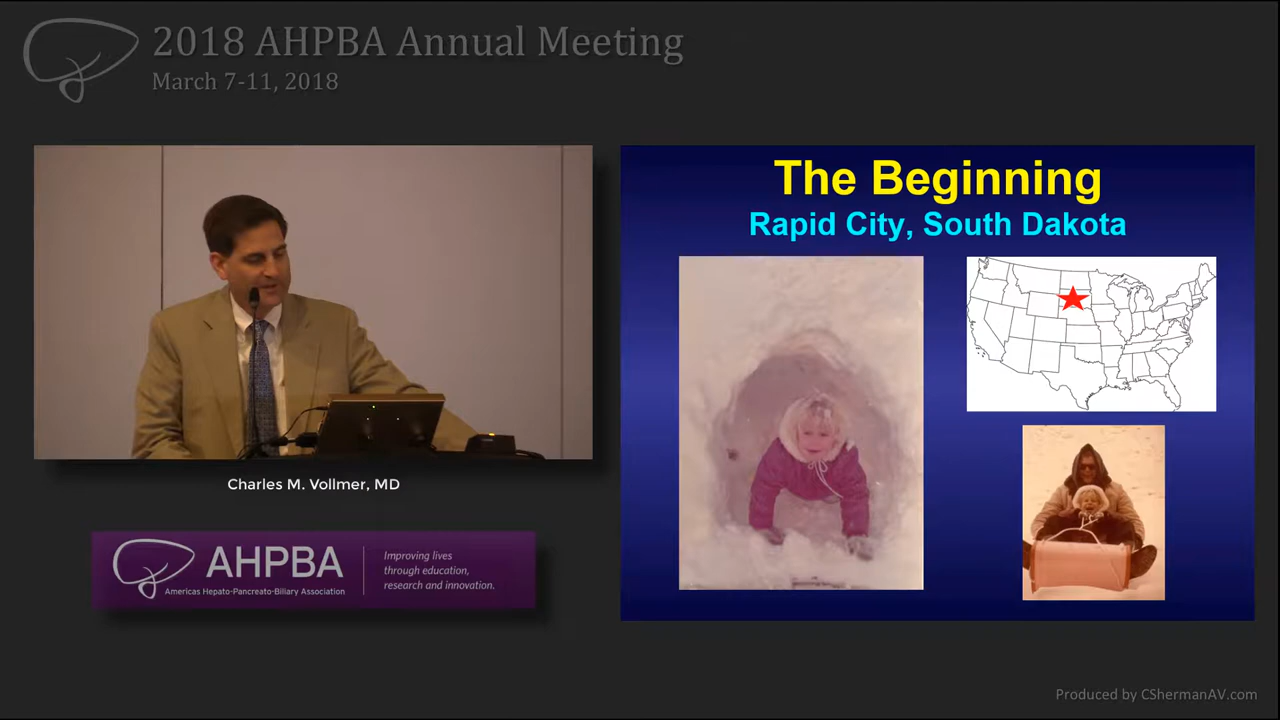 2018 AHPBA Annual Meeting
March 7-11, 2018
The Beginning
Rapid City, South Dakota
Charles M. Vollmer, MD
AHPBA
Americas Hepato-Pancreato-Biliary Association
Improving lives
through education,
research and innovation.
Produced by CShermanAV.com